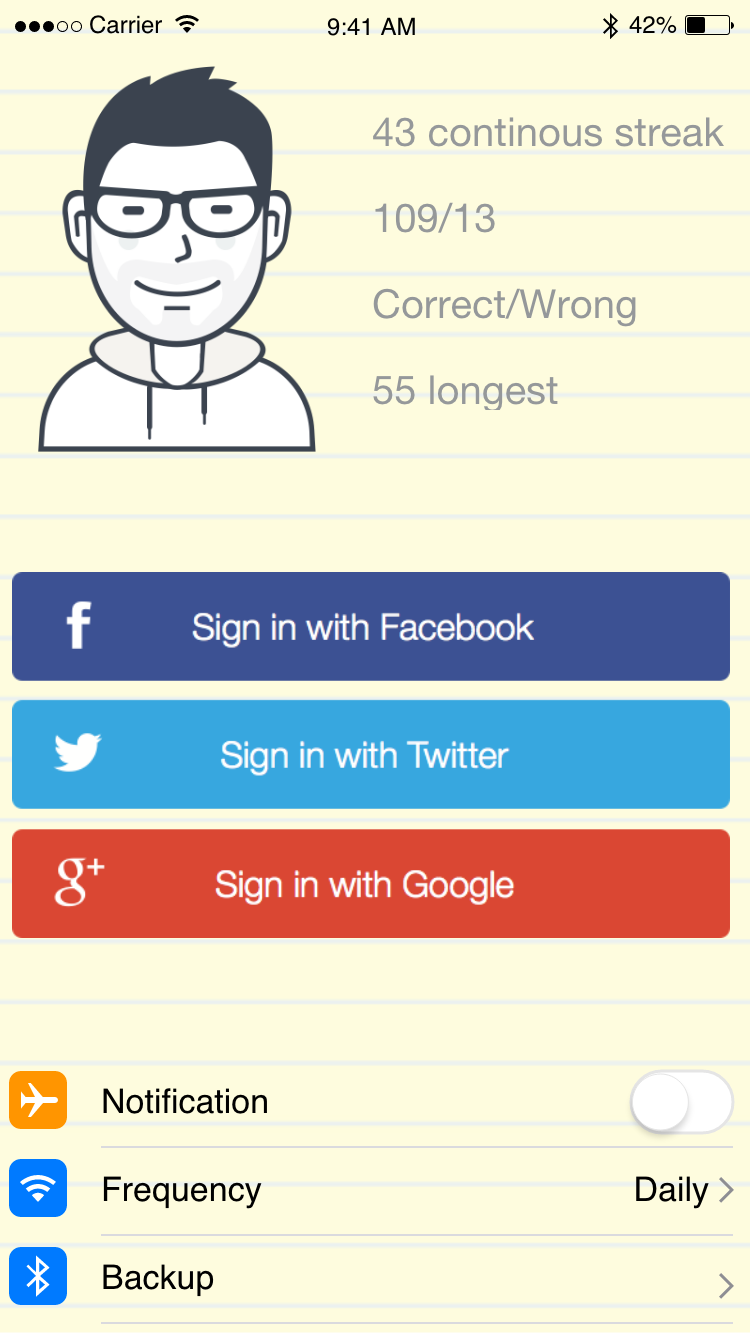 Carrier 9:41 AM 42%
43 continous streak
109/13
Correct/Wrong
55 longest
f Sign in with Facebook
Sign in with Twitter
g+ Sign in with Google
Notification
Frequency Daily
Backup